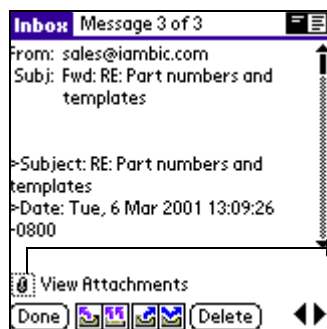 Inbox Message 3 of 3
From: sales@iambic.com
Subj: Fwd: RE: Part numbers and
templates
>Subject: RE: Part numbers and
templates
>Date: Tue, 6 Mar 2001 13:09:26
-0800
View Attachments
Done Delete